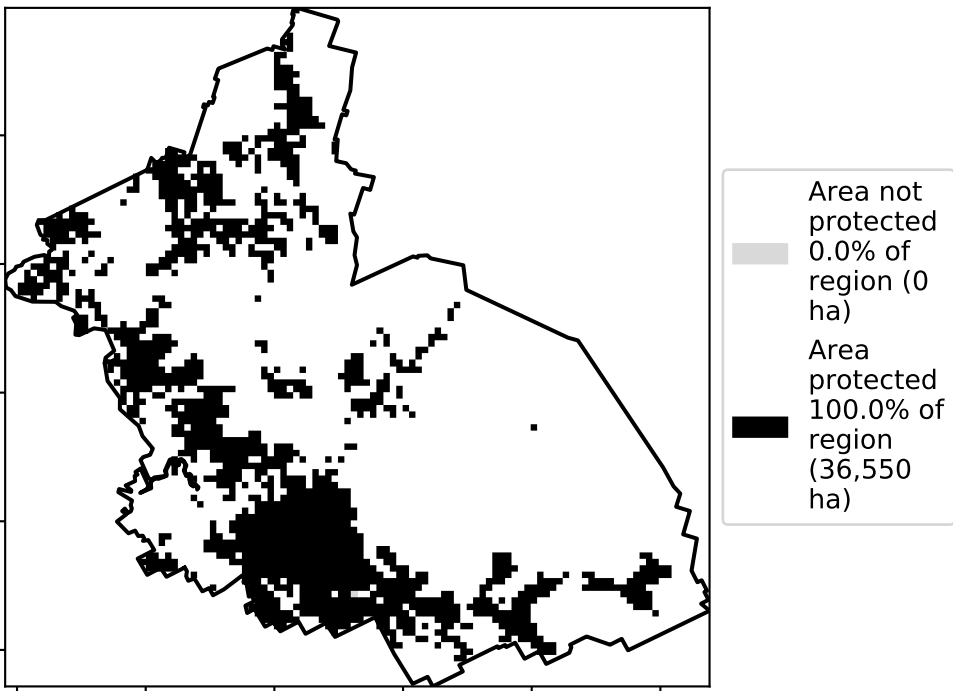 Area not
protected
0.0% of
region (0
ha)
Area
protected
100.0% of
region
(36,550
ha)